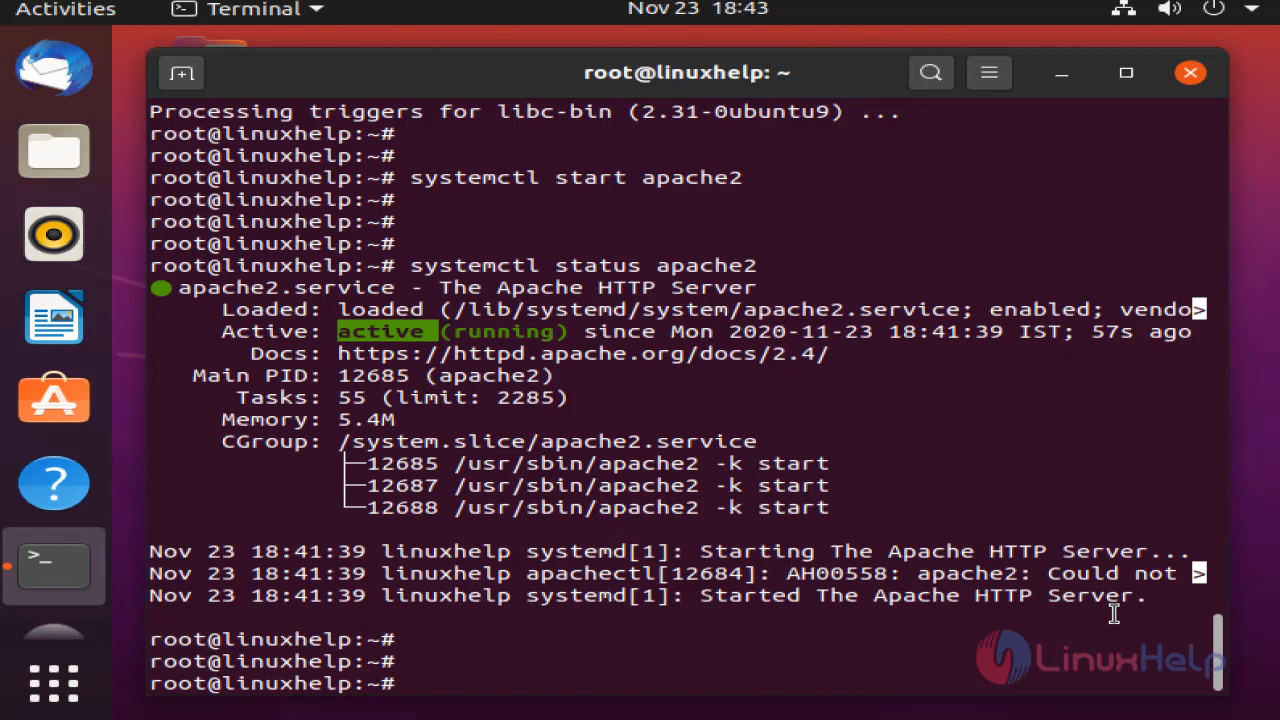 Activities Terminal Nov 23 18:43
root@linuxhelp: ~
Processing triggers for libc-bin (2.31-0ubuntu9) ...
root@linuxhelp:~#
root@linuxhelp:~#
root@linuxhelp:~# systemctl start apache2
root@linuxhelp:~#
root@linuxhelp:~#
root@linuxhelp:~#
root@linuxhelp:~# systemctl status apache2
● apache2.service - The Apache HTTP Server
Loaded: loaded (/lib/systemd/system/apache2.service; enabled; vendo>
Active: active (running) since Mon 2020-11-23 18:41:39 IST; 57s ago
Docs: https://httpd.apache.org/docs/2.4/
Main PID: 12685 (apache2)
Tasks: 55 (limit: 2285)
Memory: 5.4M
CGroup: /system.slice/apache2.service
├─12685 /usr/sbin/apache2 -k start
├─12687 /usr/sbin/apache2 -k start
└─12688 /usr/sbin/apache2 -k start
Nov 23 18:41:39 linuxhelp systemd[1]: Starting The Apache HTTP Server...
Nov 23 18:41:39 linuxhelp apachectl[12684]: AH00558: apache2: Could not >
Nov 23 18:41:39 linuxhelp systemd[1]: Started The Apache HTTP Server.
root@linuxhelp:~#
root@linuxhelp:~#
root@linuxhelp:~#
LinuxHelp